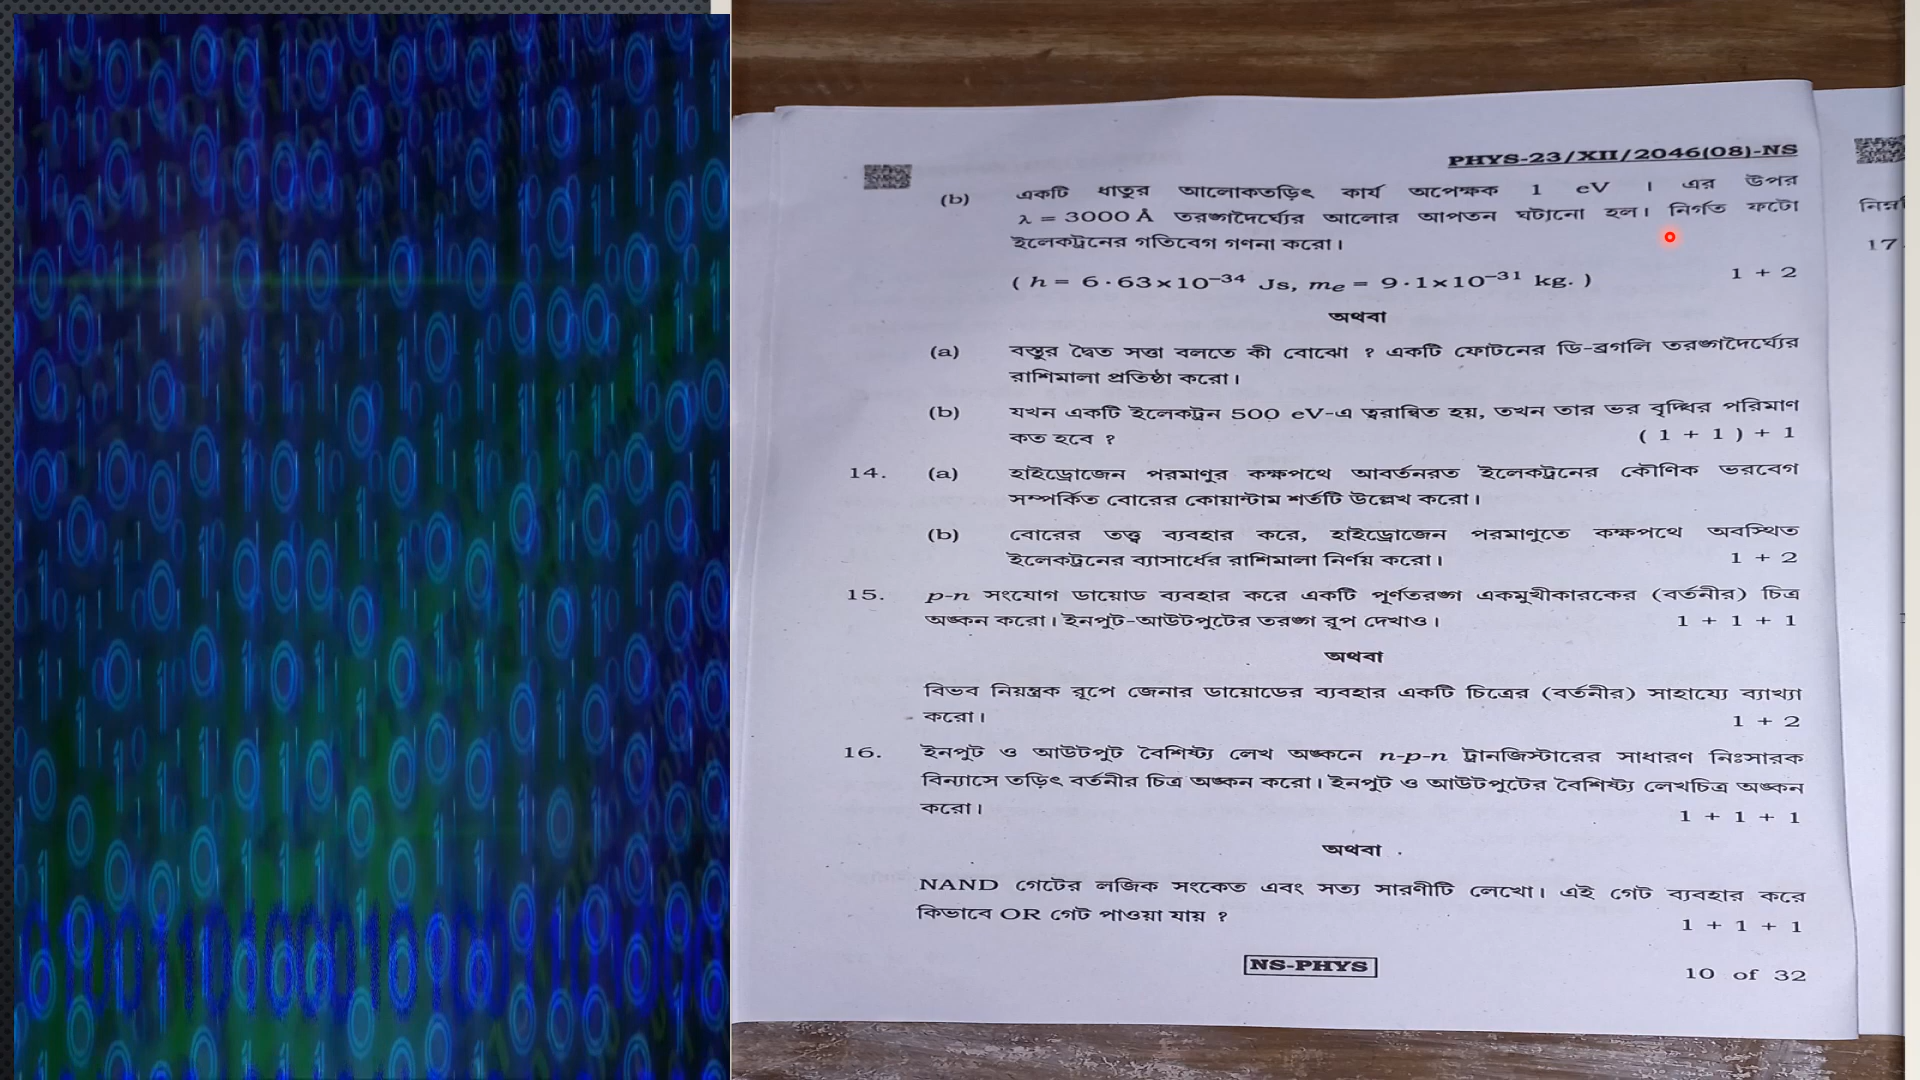 PHYS-23/XII/2046(08)-NS
(b) একটি ধাতুর আলোকতড়িৎ কার্য অপেক্ষক 1 eV । এর উপর
λ = 3000 Å তরঙ্গদৈর্ঘ্যের আলোর আপতন ঘটানো হল। নির্গত ফটো
ইলেকট্রনের গতিবেগ গণনা করো।
( h = 6·63×10⁻³⁴ Js, mₑ = 9·1×10⁻³¹ kg. ) 1 + 2
অথবা
(a) বস্তুর দ্বৈত সত্তা বলতে কী বোঝো ? একটি ফোটনের ডি-ব্রগলি তরঙ্গদৈর্ঘ্যের
রাশিমালা প্রতিষ্ঠা করো।
(b) যখন একটি ইলেকট্রন 500 eV-এ ত্বরান্বিত হয়, তখন তার ভর বৃদ্ধির পরিমাণ
কত হবে ? ( 1 + 1 ) + 1
14. (a) হাইড্রোজেন পরমাণুর কক্ষপথে আবর্তনরত ইলেকট্রনের কৌণিক ভরবেগ
সম্পর্কিত বোরের কোয়ান্টাম শর্তটি উল্লেখ করো।
(b) বোরের তত্ত্ব ব্যবহার করে, হাইড্রোজেন পরমাণুতে কক্ষপথে অবস্থিত
ইলেকট্রনের ব্যাসার্ধের রাশিমালা নির্ণয় করো। 1 + 2
15. p-n সংযোগ ডায়োড ব্যবহার করে একটি পূর্ণতরঙ্গ একমুখীকারকের (বর্তনীর) চিত্র
অঙ্কন করো। ইনপুট-আউটপুটের তরঙ্গ রূপ দেখাও। 1 + 1 + 1
অথবা
বিভব নিয়ন্ত্রক রূপে জেনার ডায়োডের ব্যবহার একটি চিত্রের (বর্তনীর) সাহায্যে ব্যাখ্যা
করো। 1 + 2
16. ইনপুট ও আউটপুট বৈশিষ্ট্য লেখ অঙ্কনে n-p-n ট্রানজিস্টারের সাধারণ নিঃসারক
বিন্যাসে তড়িৎ বর্তনীর চিত্র অঙ্কন করো। ইনপুট ও আউটপুটের বৈশিষ্ট্য লেখচিত্র অঙ্কন
করো। 1 + 1 + 1
অথবা
NAND গেটের লজিক সংকেত এবং সত্য সারণীটি লেখো। এই গেট ব্যবহার করে
কিভাবে OR গেট পাওয়া যায় ? 1 + 1 + 1
NS-PHYS
10 of 32
17